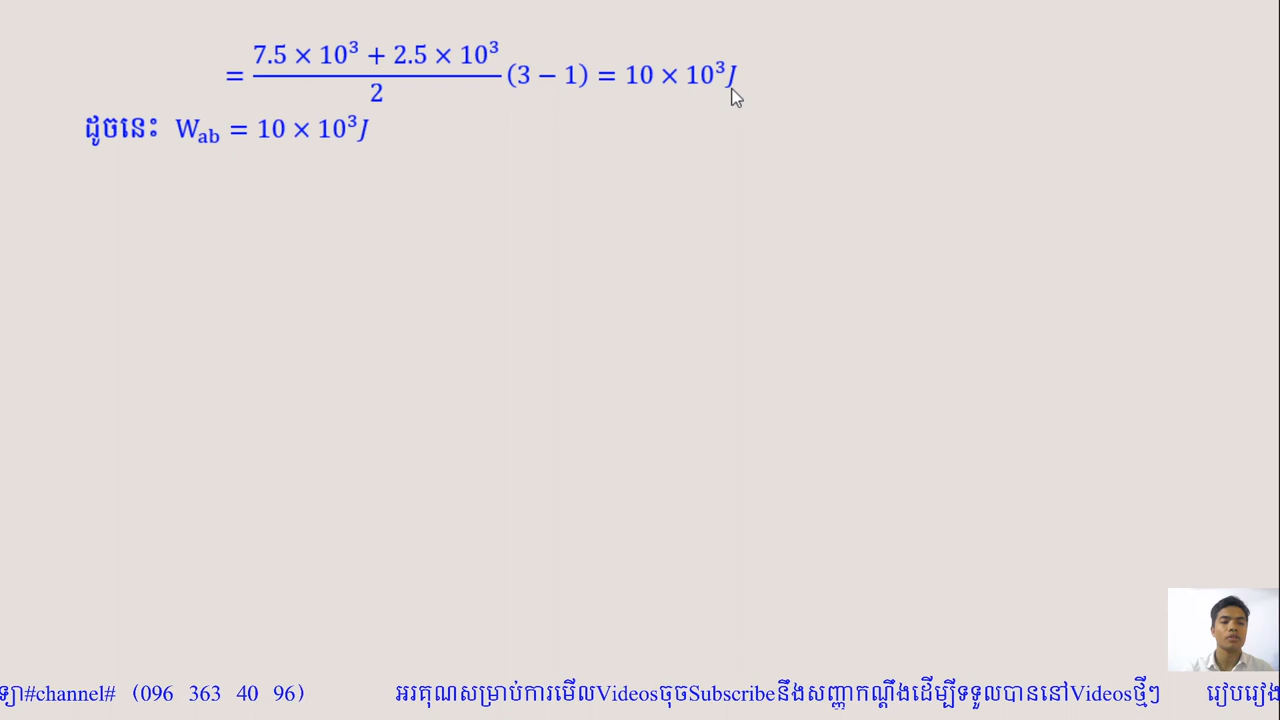 = (7.5 × 10³ + 2.5 × 10³)/2 (3 − 1) = 10 × 10³J
ដូចនេះ W_ab = 10 × 10³J
ទ្យា#channel# (096 363 40 96) អរគុណសម្រាប់ការមើលVideosចុចSubscribeនឹងសញ្ញាកណ្ដឹងដើម្បីទទួលបាននៅVideosថ្មីៗ រៀបរៀង